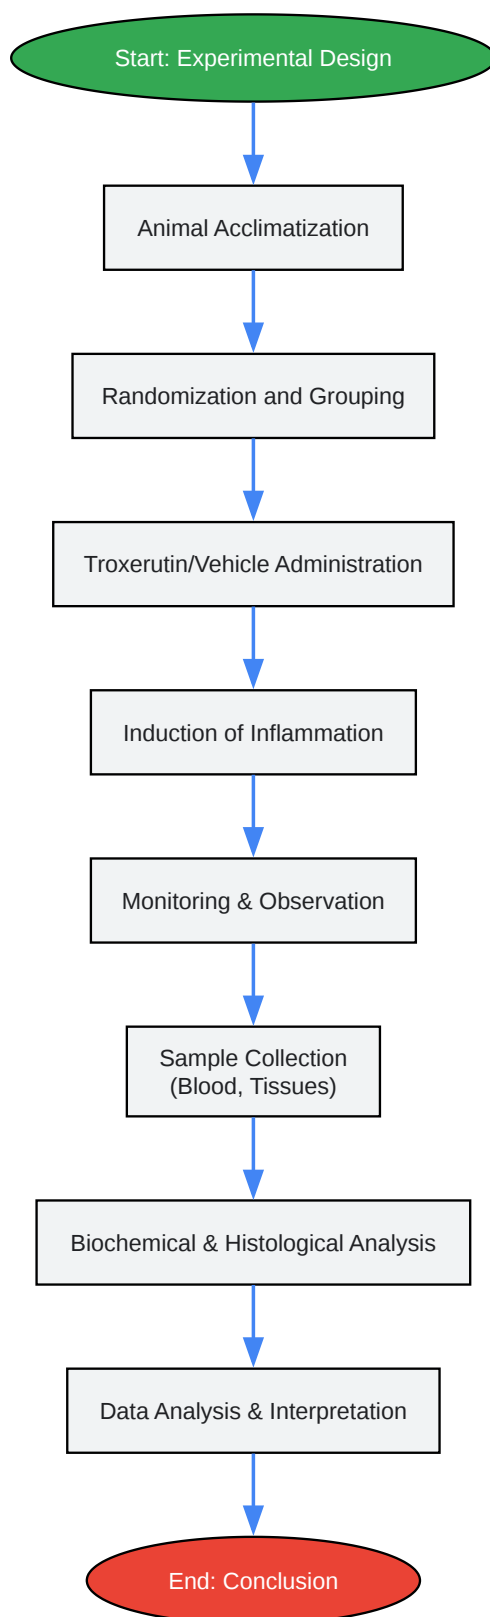 Start: Experimental Design
Animal Acclimatization
Randomization and Grouping
Troxerutin/Vehicle Administration
Induction of Inflammation
Monitoring & Observation
Sample Collection
(Blood, Tissues)
Biochemical & Histological Analysis
Data Analysis & Interpretation
End: Conclusion